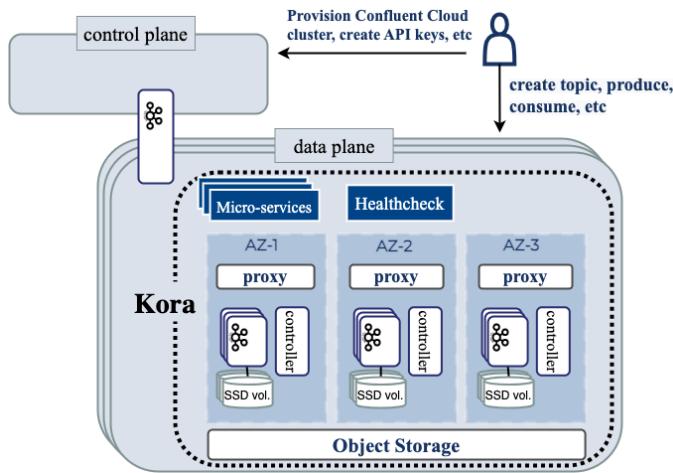 Provision Confluent Cloud
cluster, create API keys, etc
control plane
create topic, produce,
consume, etc
data plane
Micro-services
Healthcheck
AZ-1
AZ-2
AZ-3
proxy
proxy
proxy
Kora
controller
controller
controller
SSD vol.
SSD vol.
SSD vol.
Object Storage